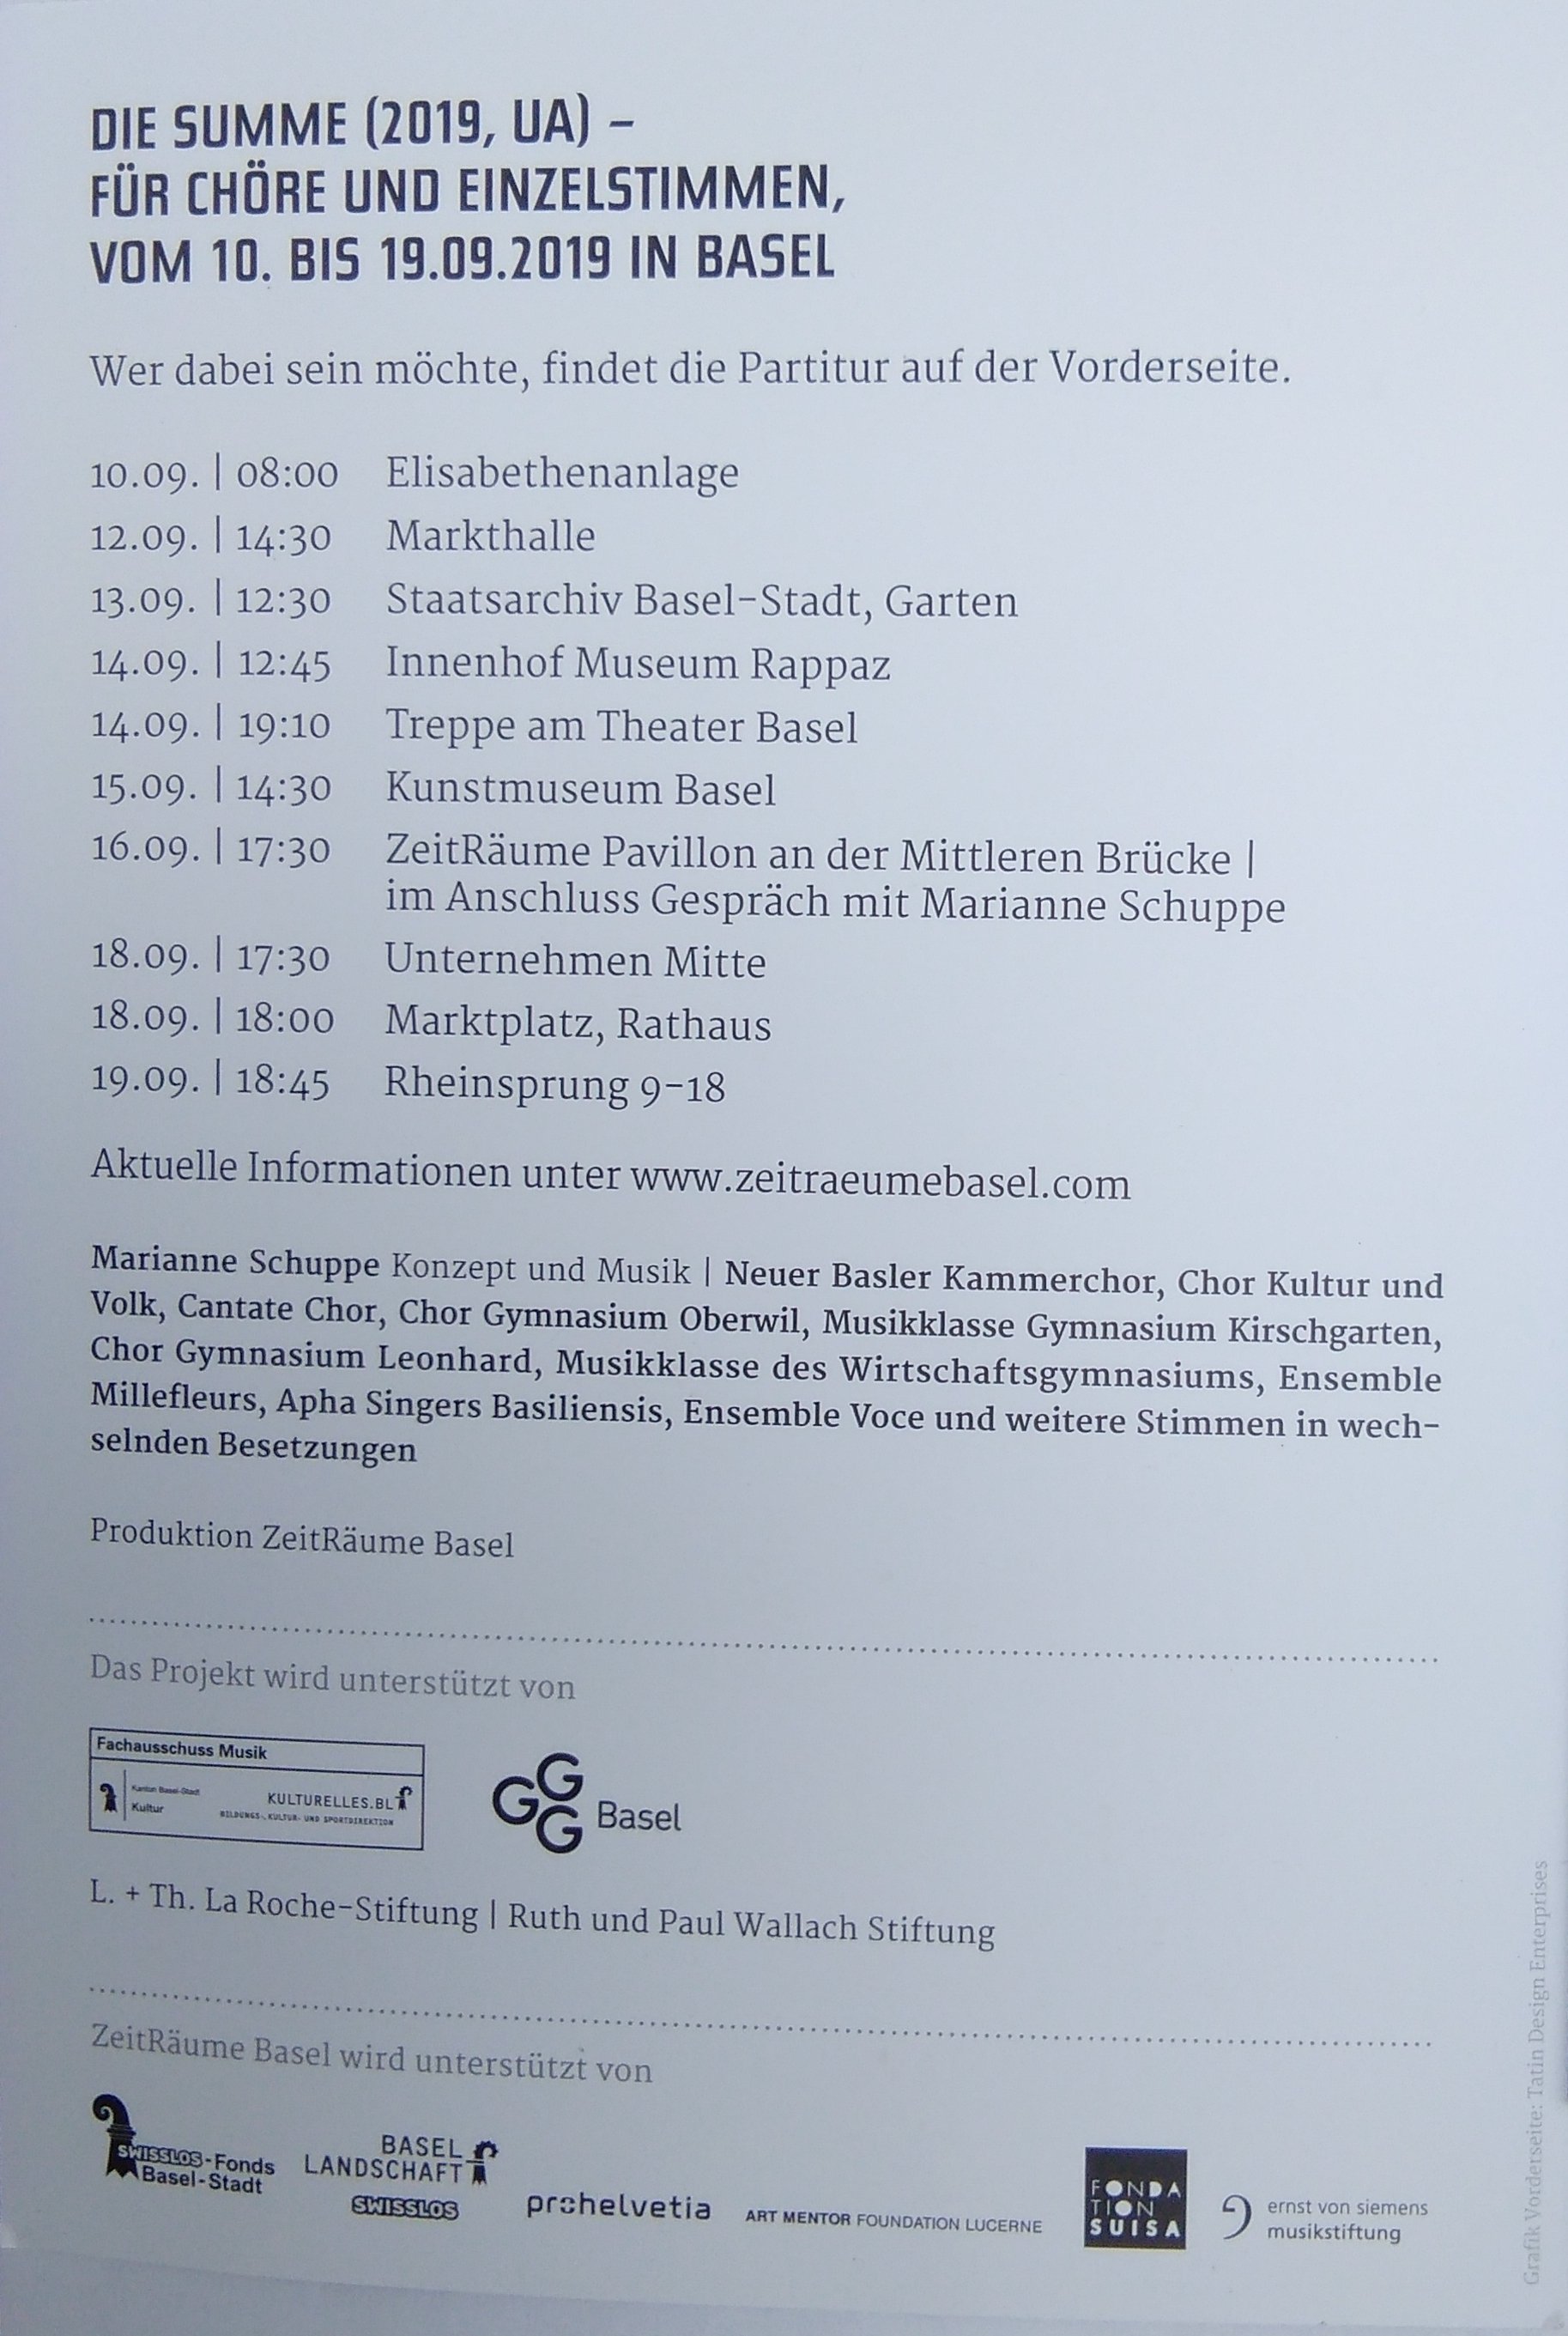 DIE SUMME (2019, UA) –
FÜR CHÖRE UND EINZELSTIMMEN,
VOM 10. BIS 19.09.2019 IN BASEL
Wer dabei sein möchte, findet die Partitur auf der Vorderseite.
10.09. | 08:00 Elisabethenanlage
12.09. | 14:30 Markthalle
13.09. | 12:30 Staatsarchiv Basel-Stadt, Garten
14.09. | 12:45 Innenhof Museum Rappaz
14.09. | 19:10 Treppe am Theater Basel
15.09. | 14:30 Kunstmuseum Basel
16.09. | 17:30 ZeitRäume Pavillon an der Mittleren Brücke |
im Anschluss Gespräch mit Marianne Schuppe
18.09. | 17:30 Unternehmen Mitte
18.09. | 18:00 Marktplatz, Rathaus
19.09. | 18:45 Rheinsprung 9-18
Aktuelle Informationen unter www.zeitraeumebasel.com
Marianne Schuppe Konzept und Musik | Neuer Basler Kammerchor, Chor Kultur und
Volk, Cantate Chor, Chor Gymnasium Oberwil, Musikklasse Gymnasium Kirschgarten,
Chor Gymnasium Leonhard, Musikklasse des Wirtschaftsgymnasiums, Ensemble
Millefleurs, Apha Singers Basiliensis, Ensemble Voce und weitere Stimmen in wech-
selnden Besetzungen
Produktion ZeitRäume Basel
Das Projekt wird unterstützt von
Fachausschuss Musik
Kanton Basel-Stadt
Kultur
KULTURELLES.BL
BILDUNGS-, KULTUR- UND SPORTDIREKTION
GGG Basel
L. + Th. La Roche-Stiftung | Ruth und Paul Wallach Stiftung
ZeitRäume Basel wird unterstützt von
SWISSLOS-Fonds
Basel-Stadt
BASEL
LANDSCHAFT
SWISSLOS
prohelvetia
ART MENTOR FOUNDATION LUCERNE
FONDA
TION
SUISA
ernst von siemens
musikstiftung
Grafik Vorderseite: Tatin Design Enterprises